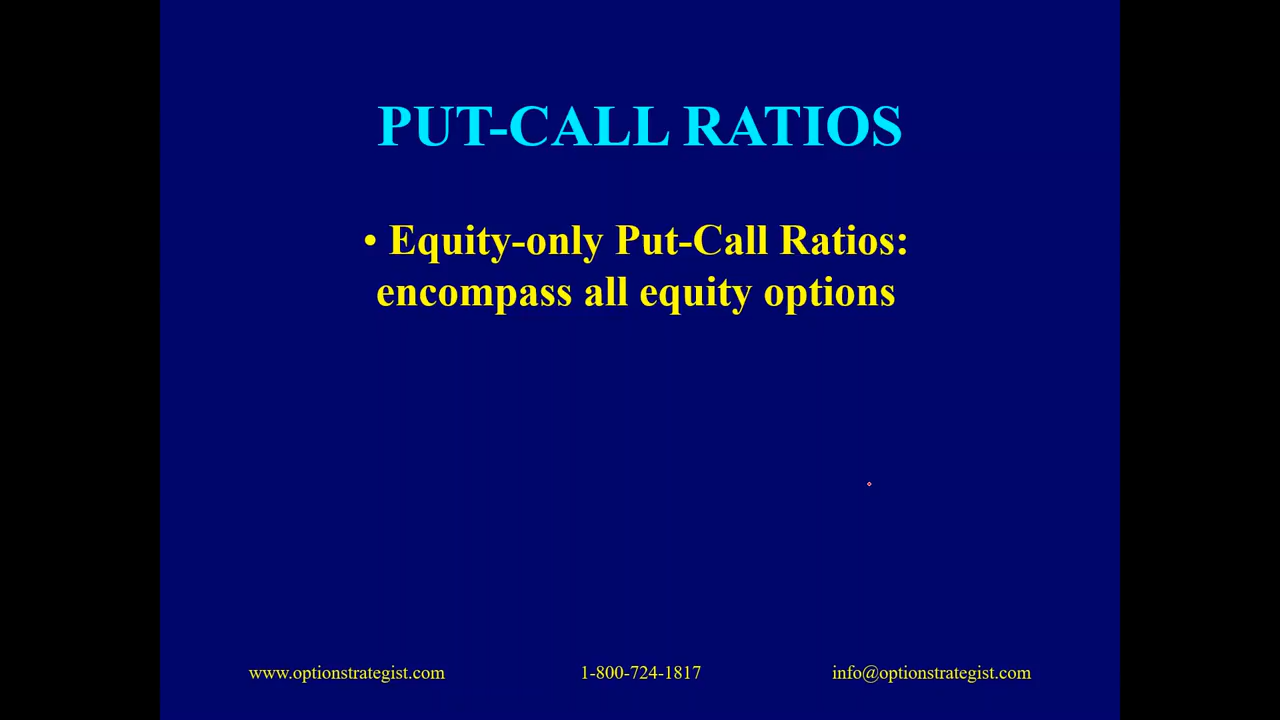 PUT-CALL RATIOS
• Equity-only Put-Call Ratios:
encompass all equity options
www.optionstrategist.com 1-800-724-1817 info@optionstrategist.com